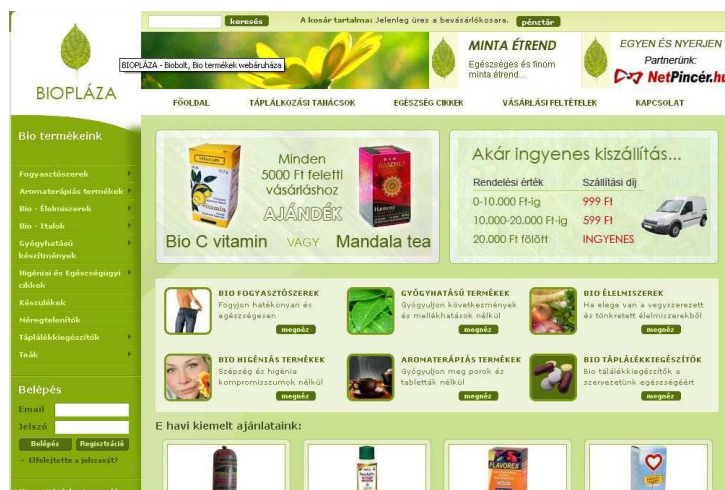 keresés
A kosár tartalma: Jelenleg üres a bevásárlókosara.
pénztár
BIOPLÁZA - Biobolt, Bio termékek webáruháza
BIOPLÁZA
MINTA ÉTREND
Egészséges és finom
minta étrend...
EGYEN ÉS NYERJEN
Partnerünk:
NetPincér.hu
FŐOLDAL
TÁPLÁLKOZÁSI TANÁCSOK
EGÉSZSÉG CIKKEK
VÁSÁRLÁSI FELTÉTELEK
KAPCSOLAT
Bio termékeink
Fogyasztószerek
Aromaterápiás termékek
Bio - Élelmiszerek
Bio - Italok
Gyógyhatású
készítmények
Higéniai és Egészségügyi
cikkek
Készülékek
Méregtelenítők
Táplálékkiegészítők
Teák
Belépés
Email
Jelszó
Belépés
Regisztráció
Elfelejtette a jelszavát?
Minden
5000 Ft feletti
vásárláshoz
AJÁNDÉK
Bio C vitamin
VAGY
Mandala tea
Akár ingyenes kiszállítás...
Rendelési érték
Szállítási díj
0-10.000 Ft-ig
999 Ft
10.000-20.000 Ft-ig
599 Ft
20.000 Ft fölött
INGYENES
BIO FOGYASZTÓSZEREK
Fogyjon hatékonyan és
egészségesen
megnéz
GYÓGYHATÁSÚ TERMÉKEK
Gyógyuljon következmények
és mellékhatások nélkül
megnéz
BIO ÉLELMISZEREK
Ha elege van a vegyszerezett
és tönkretett élelmiszerekből
megnéz
BIO HIGÉNIÁS TERMÉKEK
Szépség és higénia
kompromisszumok nélkül
megnéz
AROMATERÁPIÁS TERMÉKEK
Gyógyuljon meg porok és
tabletták nélkül
megnéz
BIO TÁPLÁLÉKKIEGÉSZÍTŐK
Bio tálálékkiegészítők a
szervezetünk egészségéért
megnéz
E havi kiemelt ajánlataink:
FLAVOREX